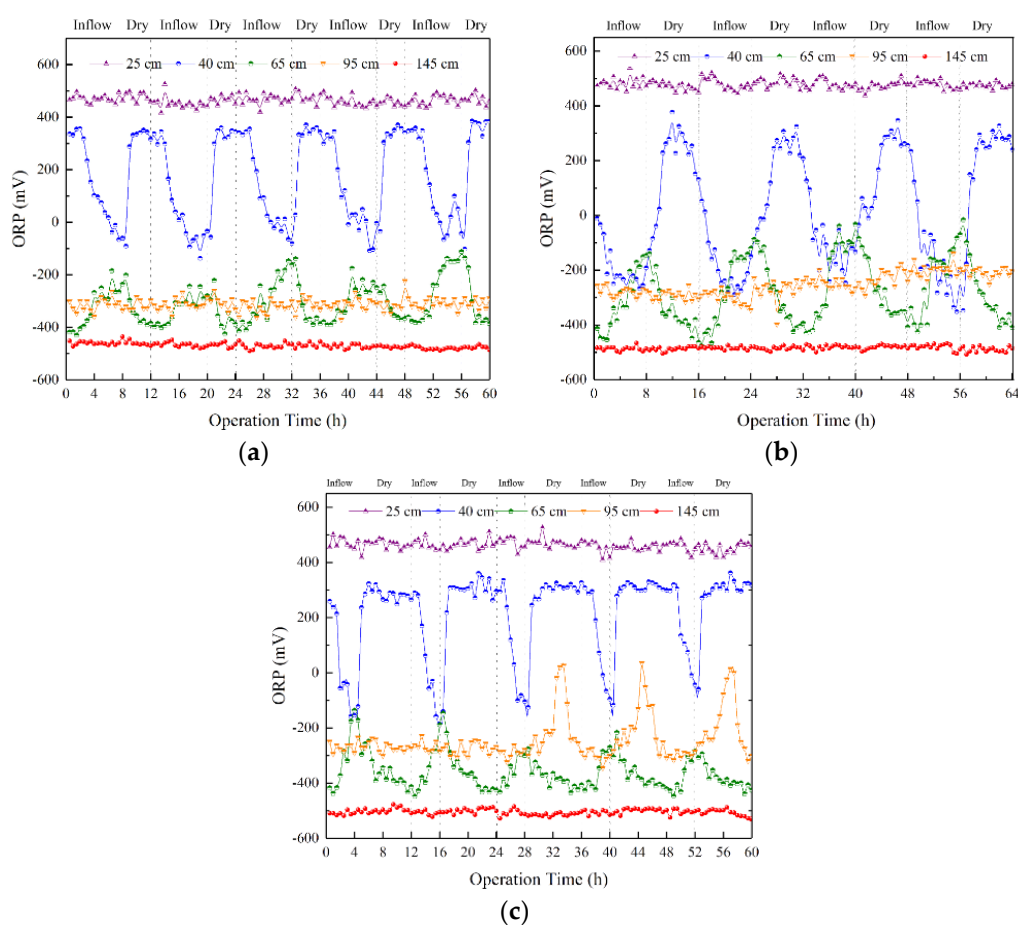 Inflow Dry Inflow Dry Inflow Dry Inflow Dry Inflow Dry
25 cm 40 cm 65 cm 95 cm 145 cm
600
400
200
0
-200
-400
-600
ORP (mV)
0 4 8 12 16 20 24 28 32 36 40 44 48 52 56 60
Operation Time (h)
(a)
Inflow Dry Inflow Dry Inflow Dry Inflow Dry
25 cm 40 cm 65 cm 95 cm 145 cm
600
400
200
0
-200
-400
-600
ORP (mV)
0 8 16 24 32 40 48 56 64
Operation Time (h)
(b)
Inflow Dry Inflow Dry Inflow Dry Inflow Dry Inflow Dry
25 cm 40 cm 65 cm 95 cm 145 cm
600
400
200
0
-200
-400
-600
ORP (mV)
0 4 8 12 16 20 24 28 32 36 40 44 48 52 56 60
Operation Time (h)
(c)